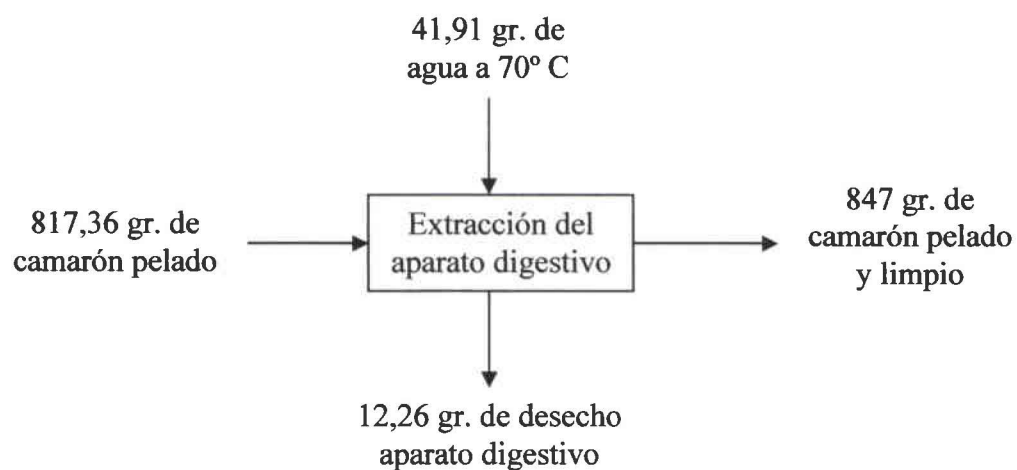 41,91 gr. de
agua a 70º C
817,36 gr. de
camarón pelado
Extracción del
aparato digestivo
847 gr. de
camarón pelado
y limpio
12,26 gr. de desecho
aparato digestivo